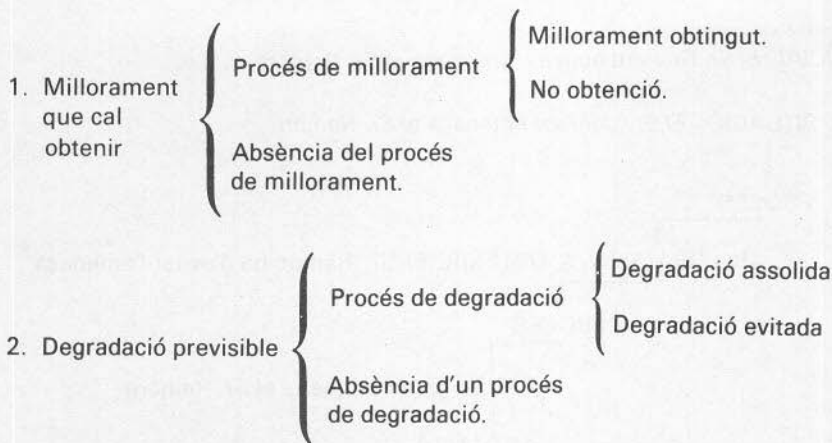 1. Millorament
que cal
obtenir
Procés de millorament
Millorament obtingut.
No obtenció.
Absència del procés
de millorament.
2. Degradació previsible
Procés de degradació
Degradació assolida
Degradació evitada
Absència d'un procés
de degradació.